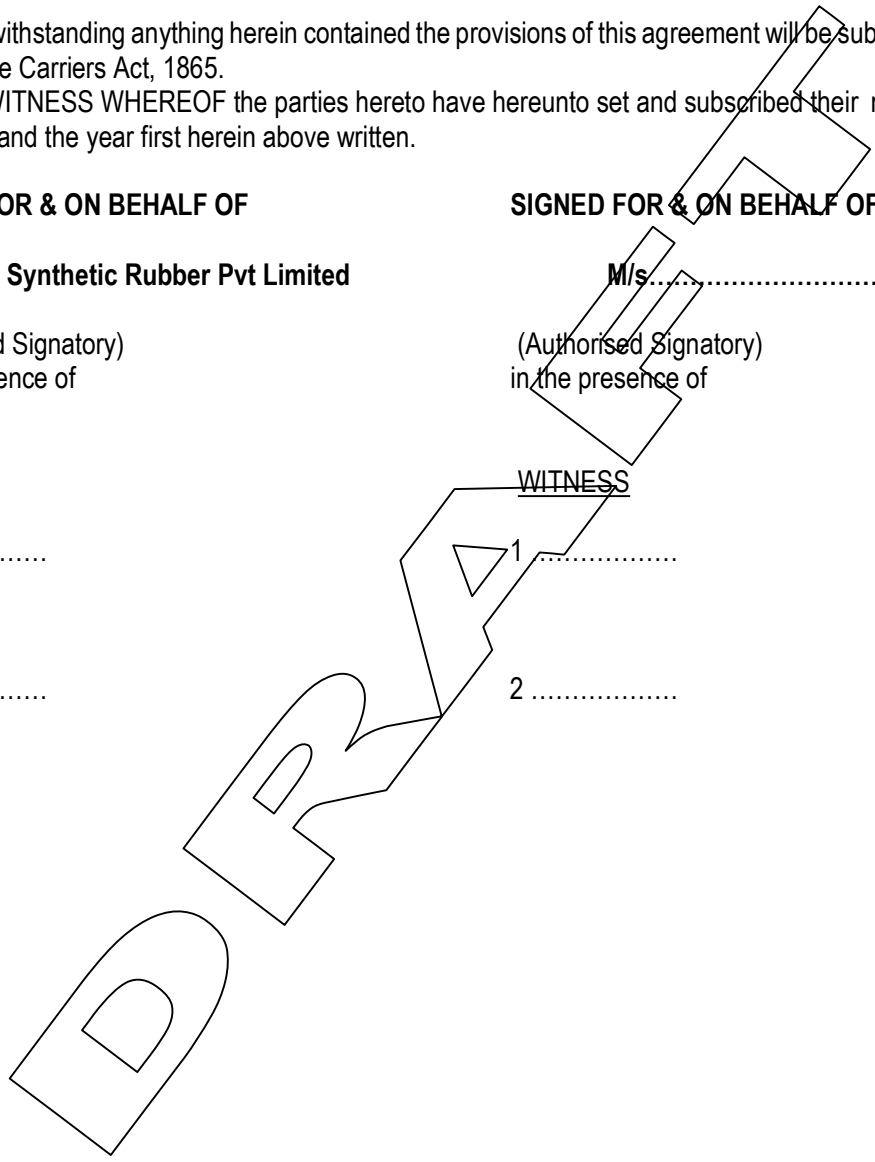 withstanding anything herein contained the provisions of this agreement will be sub
e Carriers Act, 1865.
WITNESS WHEREOF the parties hereto have hereunto set and subscribed their
and the year first herein above written.
OR & ON BEHALF OF SIGNED FOR & ON BEHALF OF
Synthetic Rubber Pvt Limited M/s…………………………
d Signatory) (Authorised Signatory)
ence of in the presence of
WITNESS
…… 1 ………………
…… 2 ………………
DRAFT